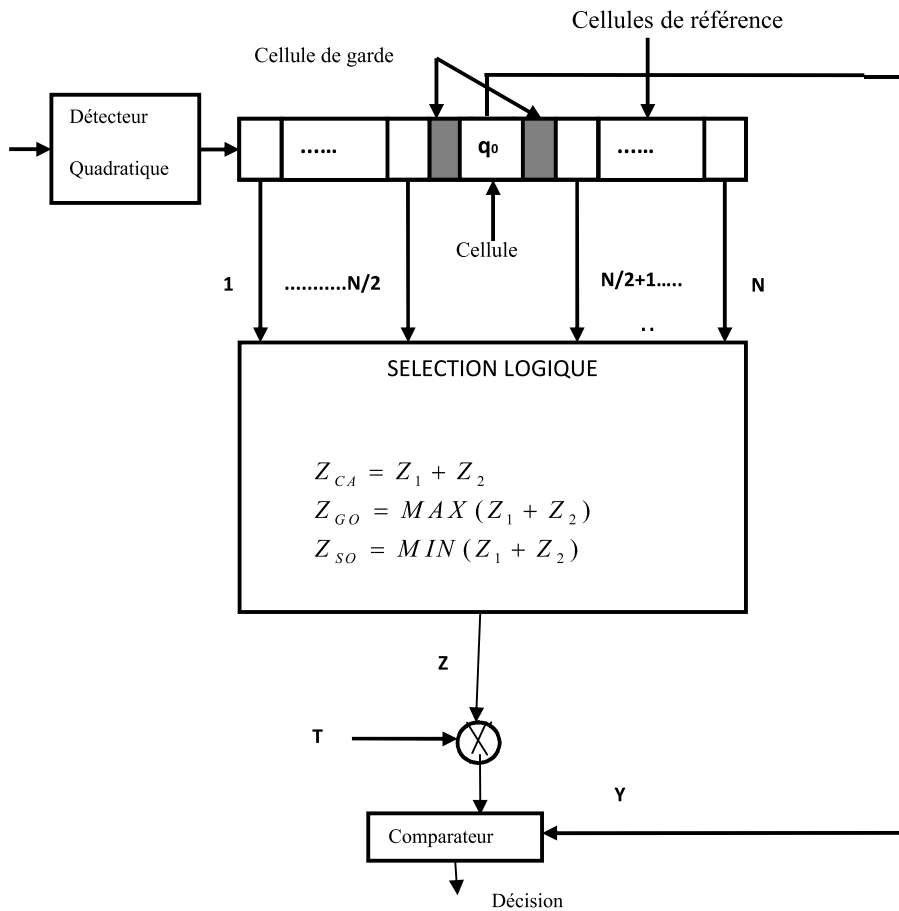 Cellules de référence
Cellule de garde
Détecteur
Quadratique
......
q₀
......
Cellule
1
...........N/2
N/2+1.....
N
..
SELECTION LOGIQUE
Z_CA = Z_1 + Z_2
Z_GO = MAX (Z_1 + Z_2)
Z_SO = MIN (Z_1 + Z_2)
Z
T
X
Y
Comparateur
Décision